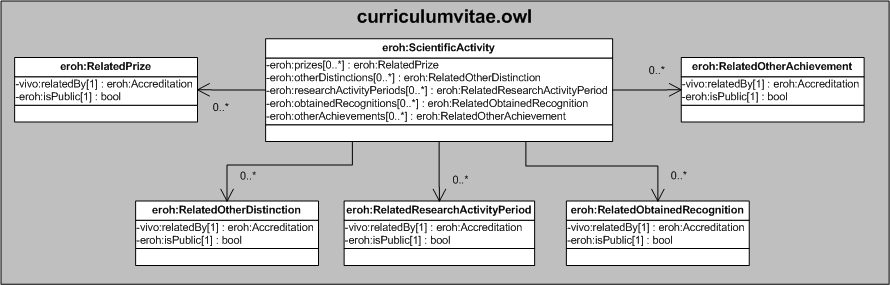 curriculumvitae.owl
eroh:ScientificActivity
-eroh:prizes[0..*] : eroh:RelatedPrize
-eroh:otherDistinctions[0..*] : eroh:RelatedOtherDistinction
-eroh:researchActivityPeriods[0..*] : eroh:RelatedResearchActivityPeriod
-eroh:obtainedRecognitions[0..*] : eroh:RelatedObtainedRecognition
-eroh:otherAchievements[0..*] : eroh:RelatedOtherAchievement
eroh:RelatedPrize
-vivo:relatedBy[1] : eroh:Accreditation
-eroh:isPublic[1] : bool
0..*
eroh:RelatedOtherAchievement
-vivo:relatedBy[1] : eroh:Accreditation
-eroh:isPublic[1] : bool
0..*
0..*
0..*
0..*
eroh:RelatedOtherDistinction
-vivo:relatedBy[1] : eroh:Accreditation
-eroh:isPublic[1] : bool
eroh:RelatedResearchActivityPeriod
-vivo:relatedBy[1] : eroh:Accreditation
-eroh:isPublic[1] : bool
eroh:RelatedObtainedRecognition
-vivo:relatedBy[1] : eroh:Accreditation
-eroh:isPublic[1] : bool